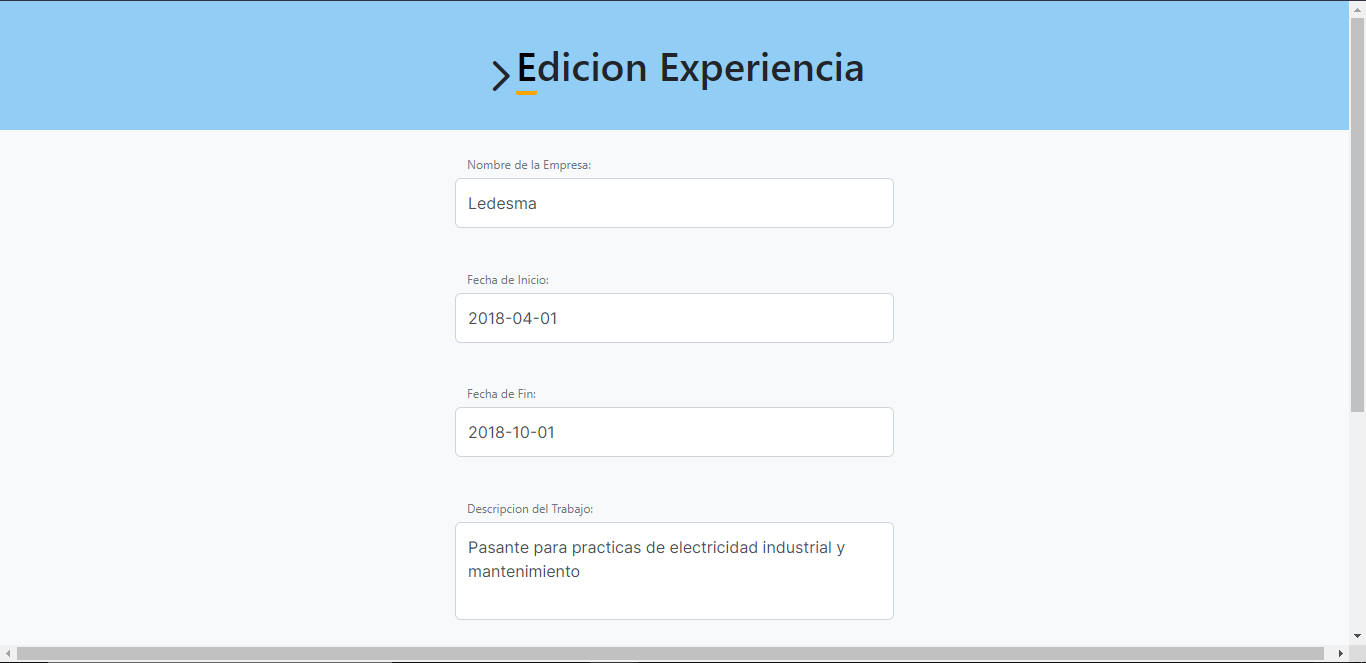 Edicion Experiencia
Nombre de la Empresa:
Ledesma
Fecha de Inicio:
2018-04-01
Fecha de Fin:
2018-10-01
Descripcion del Trabajo:
Pasante para practicas de electricidad industrial y
mantenimiento